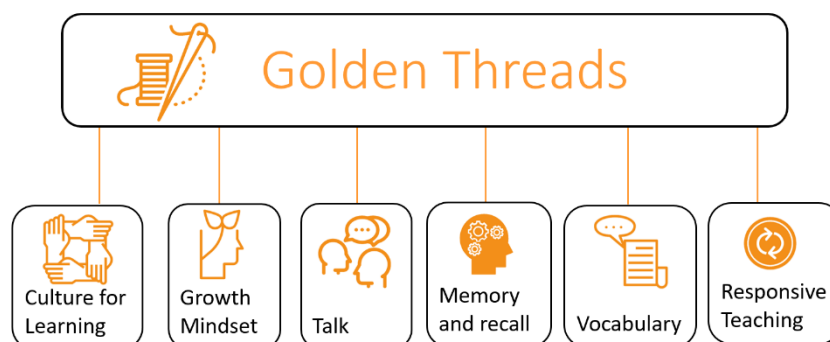 Golden Threads
Culture for
Learning
Growth
Mindset
Talk
Memory
and recall
Vocabulary
Responsive
Teaching